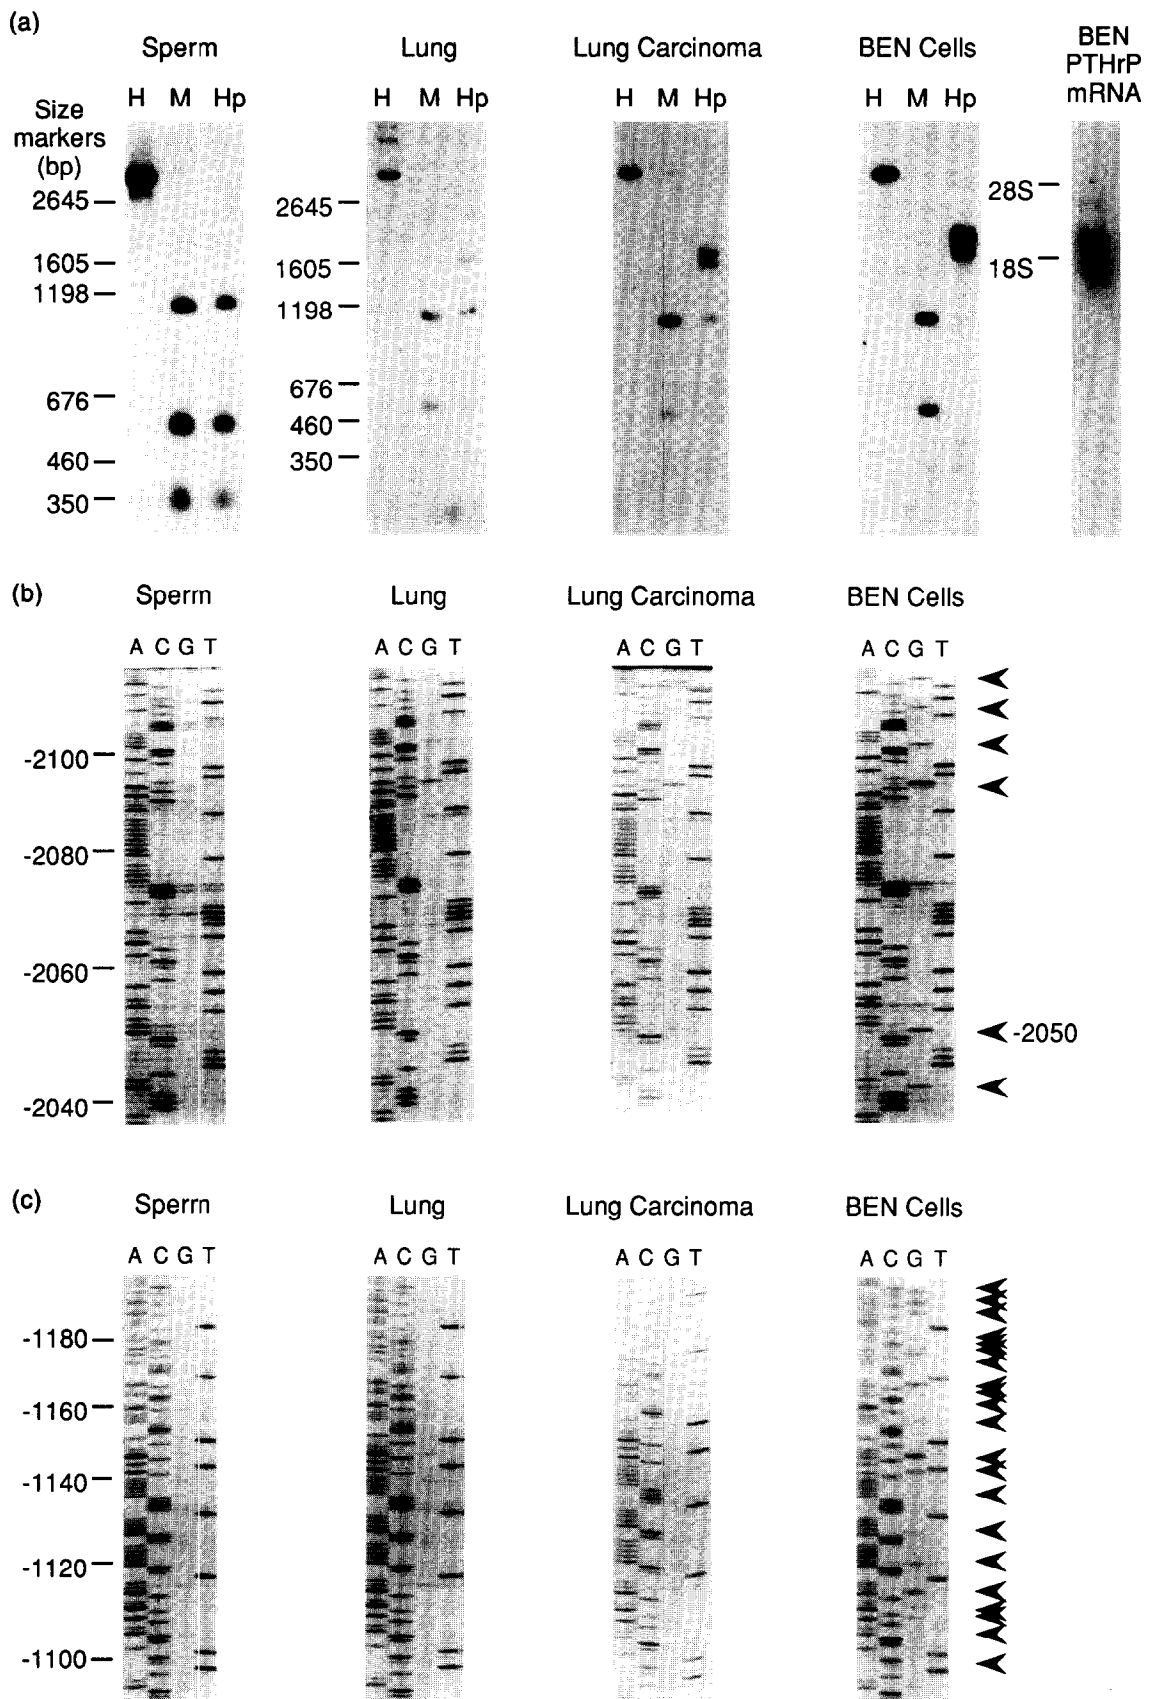 (a)
Sperm
Lung
Lung Carcinoma
BEN Cells
BEN
PTHrP
mRNA
H M Hp
H M Hp
H M Hp
H M Hp
Size
markers
(bp)
2645
1605
1198
676
460
350
2645
1605
1198
676
460
350
28S
18S
(b)
Sperm
Lung
Lung Carcinoma
BEN Cells
A C G T
A C G T
A C G T
A C G T
-2100
-2080
-2060
-2040
-2050
(c)
Sperm
Lung
Lung Carcinoma
BEN Cells
A C G T
A C G T
A C G T
A C G T
-1180
-1160
-1140
-1120
-1100